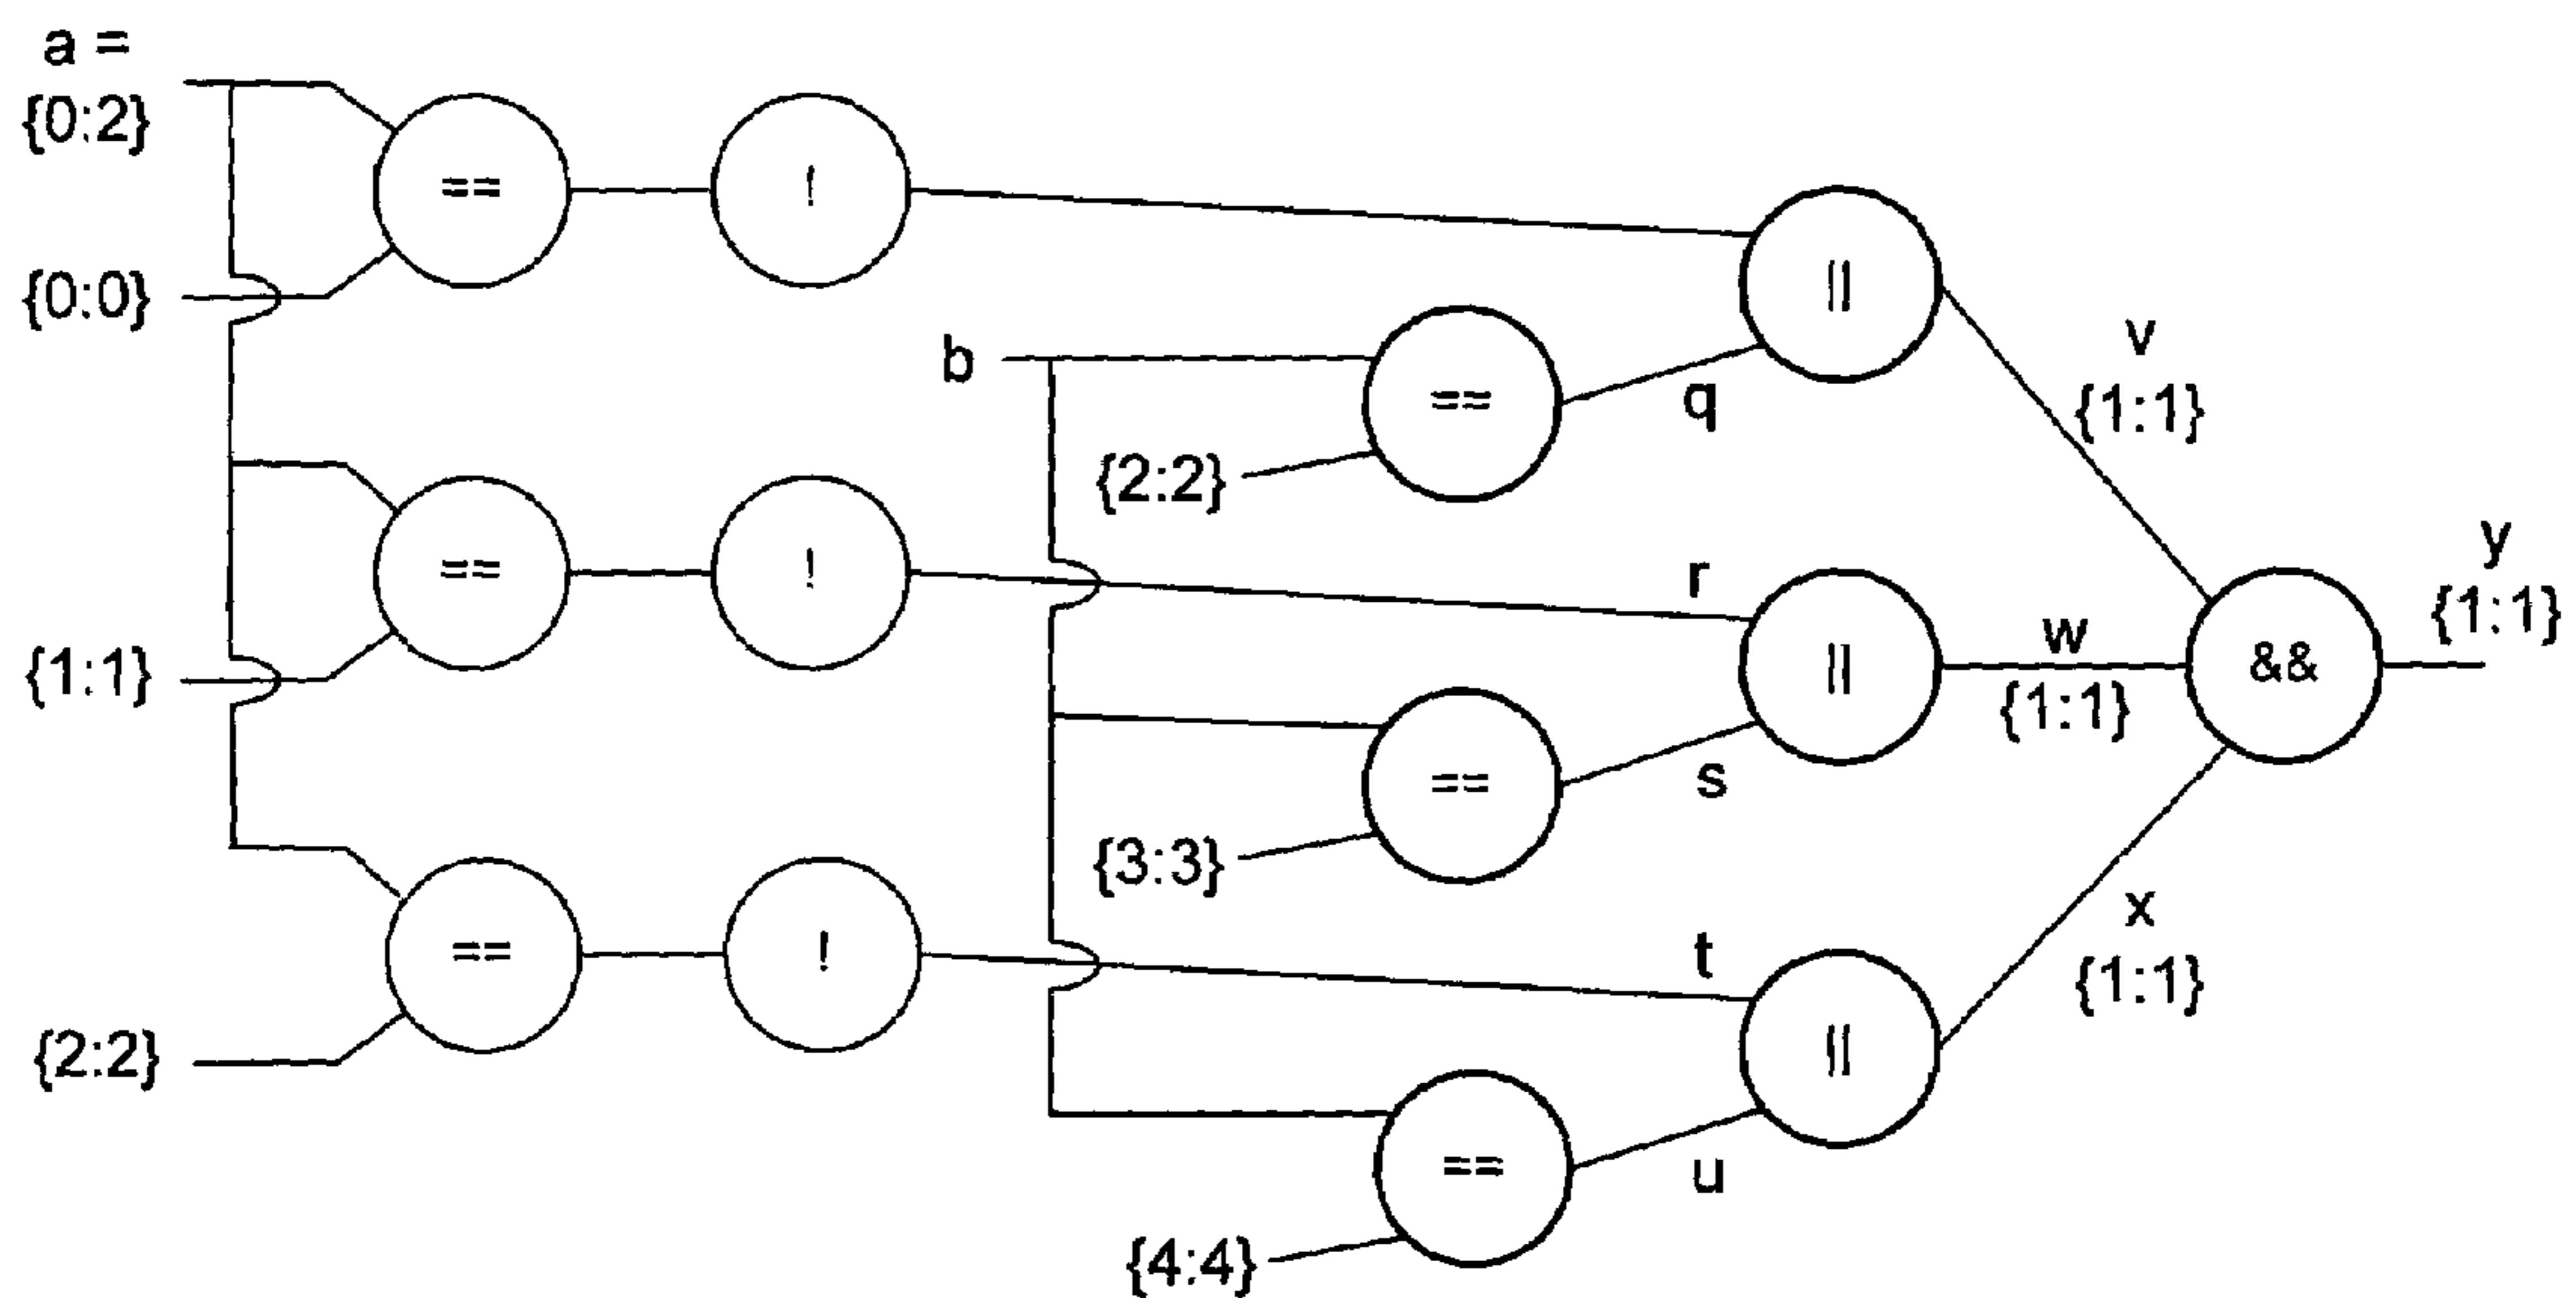 a =
{0:2}
==
!
{0:0}
||
b
==
q
{2:2}
v
{1:1}
==
!
{1:1}
r
||
w
{1:1}
&&
y
{1:1}
==
s
{3:3}
==
!
{2:2}
t
||
x
{1:1}
==
u
{4:4}